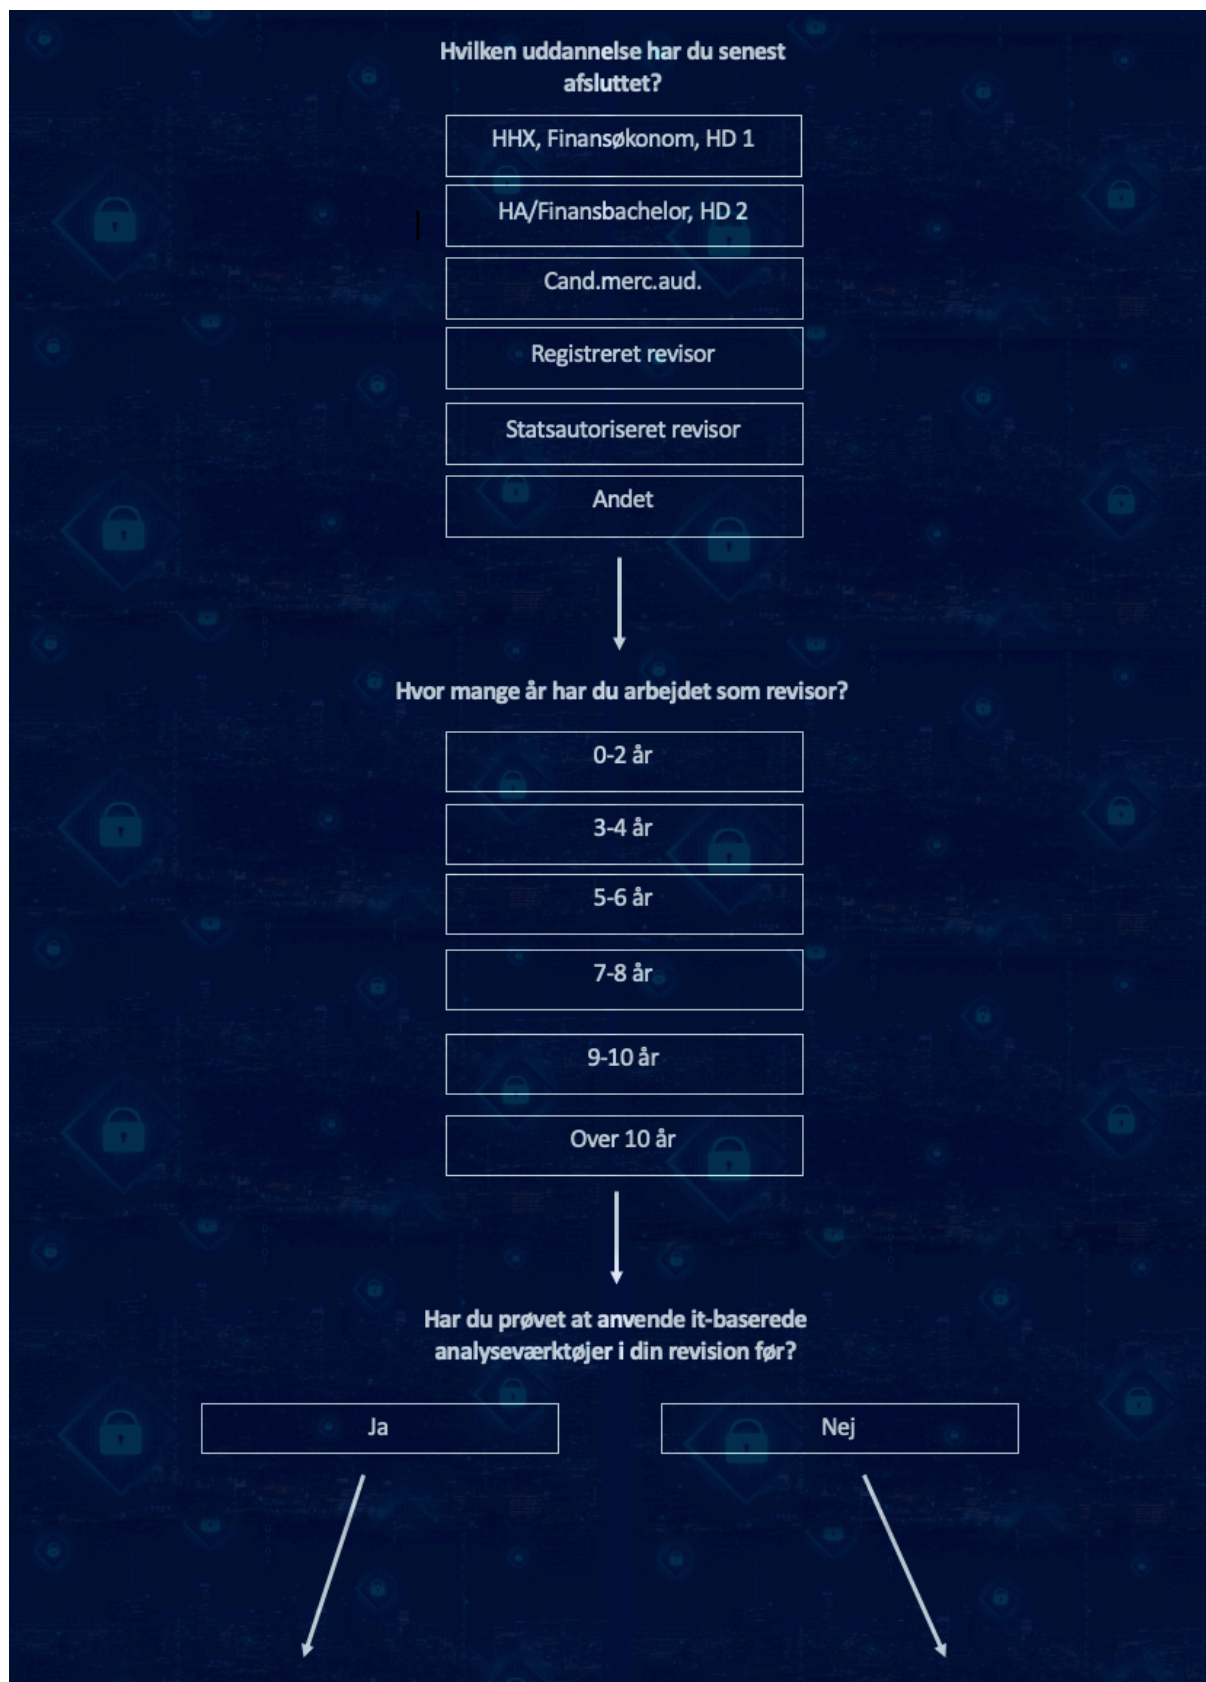 Hvilken uddannelse har du senest
afsluttet?
HHX, Finansøkonom, HD 1
HA/Finansbachelor, HD 2
Cand.merc.aud.
Registreret revisor
Statsautoriseret revisor
Andet
Hvor mange år har du arbejdet som revisor?
0-2 år
3-4 år
5-6 år
7-8 år
9-10 år
Over 10 år
Har du prøvet at anvende it-baserede
analyseværktøjer i din revision før?
Ja
Nej